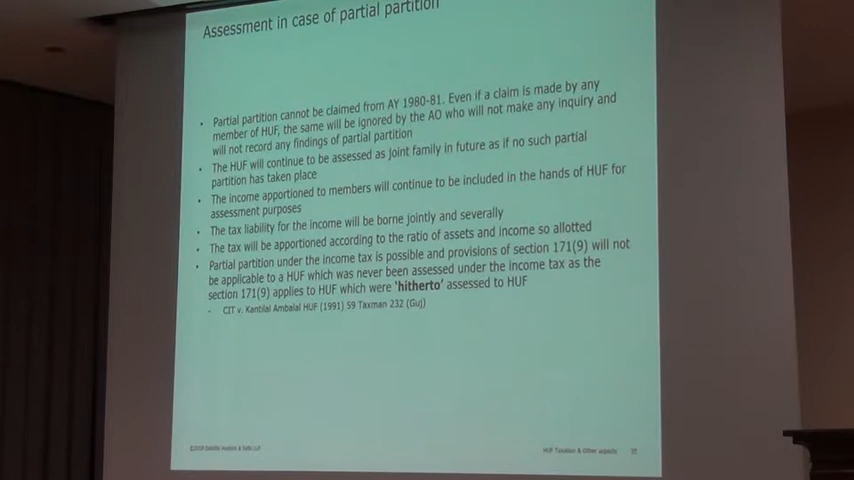 Assessment in case of partial partition
• Partial partition cannot be claimed from AY 1980-81. Even if a claim is made by any
member of HUF, the same will be ignored by the AO who will not make any inquiry and
will not record any findings of partial partition
• The HUF will continue to be assessed as joint family in future as if no such partial
partition has taken place
• The income apportioned to members will continue to be included in the hands of HUF for
assessment purposes
• The tax liability for the income will be borne jointly and severally
• The tax will be apportioned according to the ratio of assets and income so allotted
• Partial partition under the income tax is possible and provisions of section 171(9) will not
be applicable to a HUF which was never been assessed under the income tax as the
section 171(9) applies to HUF which were ‘hitherto’ assessed to HUF
- CIT v. Kantilal Ambalal HUF (1991) 59 Taxman 232 (Guj)
Deloitte Haskins & Sells LLP
HUF Taxation & Other aspects